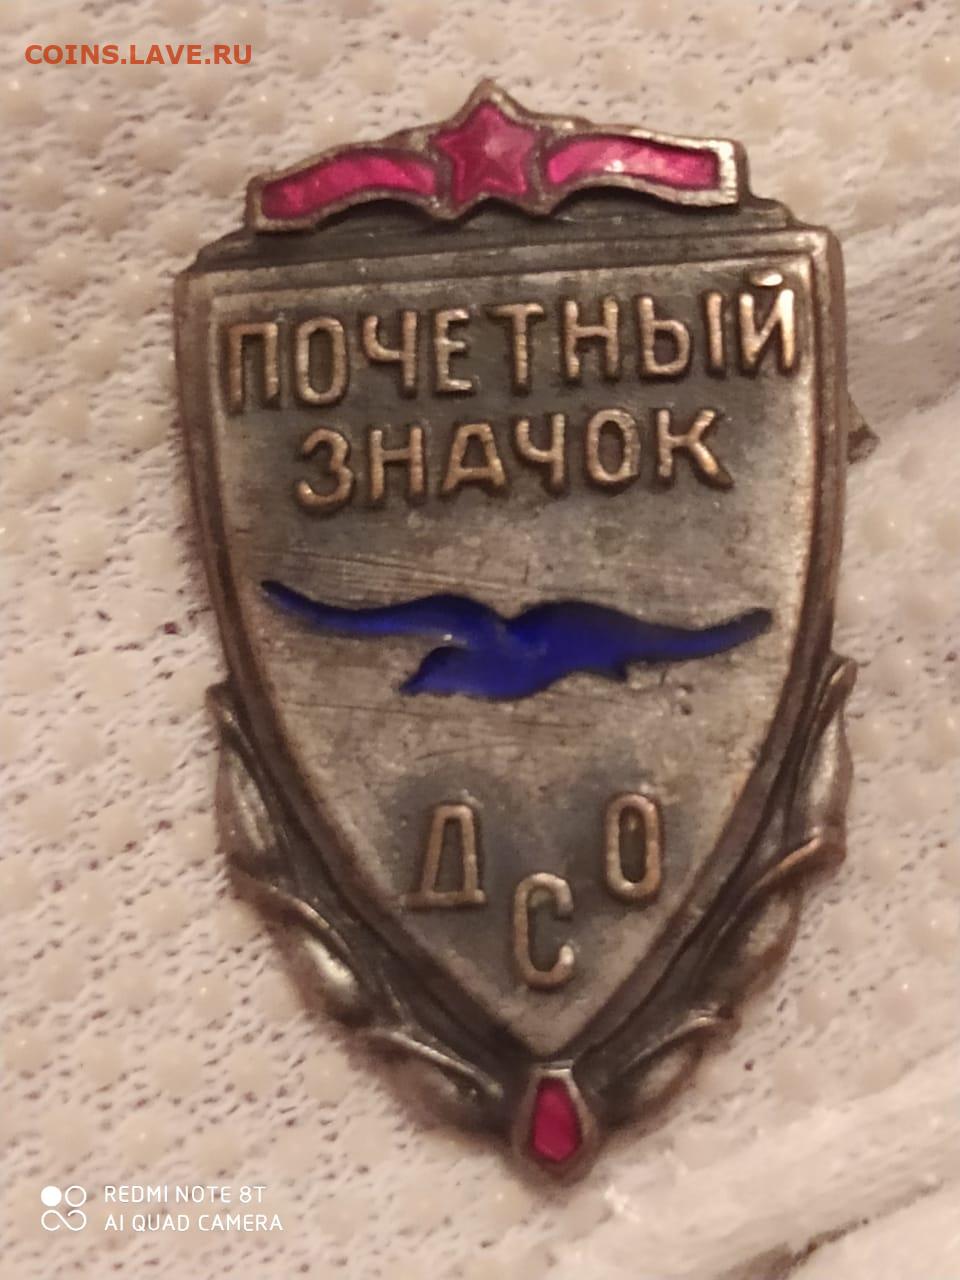 COINS.LAVE.RU
ПОЧЕТНЫЙ
ЗНАЧОК
ДСО
REDMI NOTE 8T
AI QUAD CAMERA